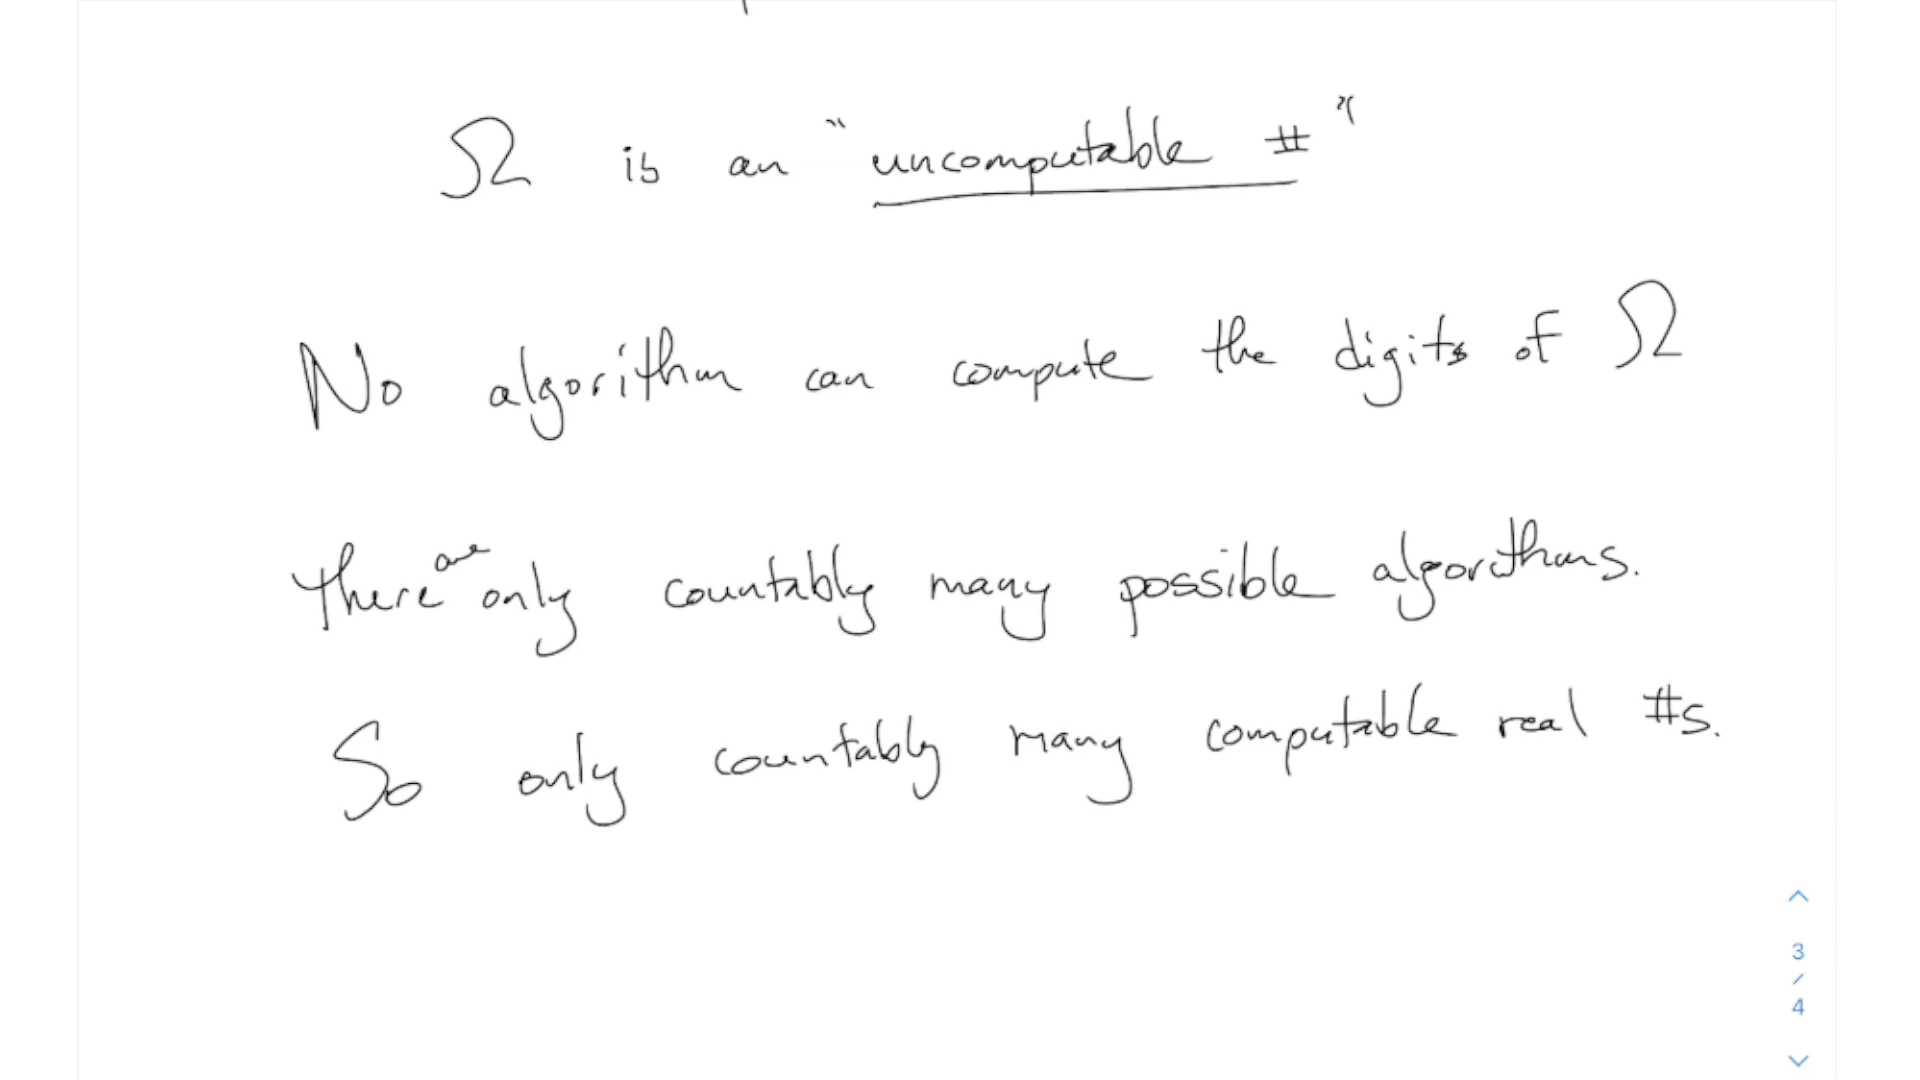 Ω is an "uncomputable #"
No algorithm can compute the digits of Ω
There are only countably many possible algorithms.
So only countably many computable real #s.
3
/
4